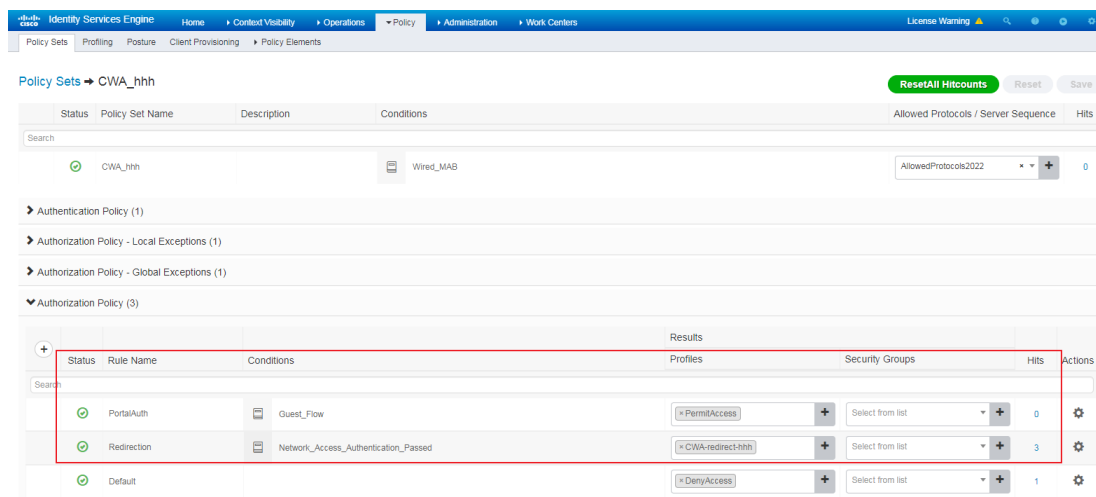 cisco Identity Services Engine Home Context Visibility Operations Policy Administration Work Centers License Warning
Policy Sets Profiling Posture Client Provisioning Policy Elements
Policy Sets → CWA_hhh ResetAll Hitcounts Reset Save
Status Policy Set Name Description Conditions Allowed Protocols / Server Sequence Hits
Search
CWA_hhh Wired_MAB AllowedProtocols2022 × + 0
Authentication Policy (1)
Authorization Policy - Local Exceptions (1)
Authorization Policy - Global Exceptions (1)
Authorization Policy (3)
Results
+ Status Rule Name Conditions Profiles Security Groups Hits Actions
Search
PortalAuth Guest_Flow × PermitAccess + Select from list + 0
Redirection Network_Access_Authentication_Passed × CWA-redirect-hhh + Select from list + 3
Default × DenyAccess + Select from list + 1